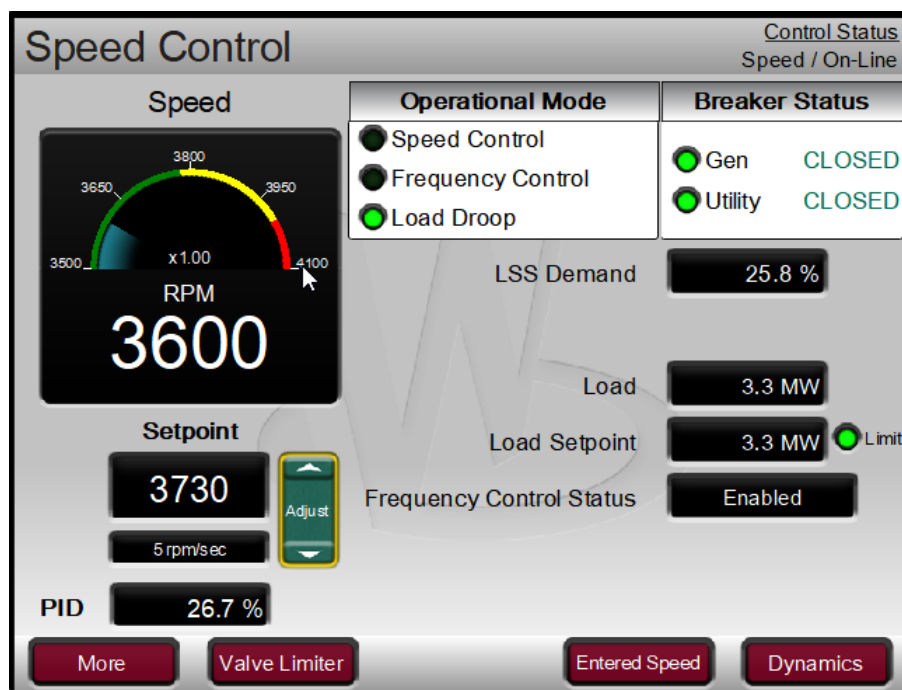 Speed Control
Control Status
Speed / On-Line
Speed
Operational Mode
Breaker Status
Speed Control
Frequency Control
Load Droop
Gen CLOSED
Utility CLOSED
3500
3650
3800
3950
4100
x1.00
RPM
3600
LSS Demand 25.8 %
Load 3.3 MW
Load Setpoint 3.3 MW Limit
Frequency Control Status Enabled
Setpoint
3730
Adjust
5 rpm/sec
PID 26.7 %
More
Valve Limiter
Entered Speed
Dynamics